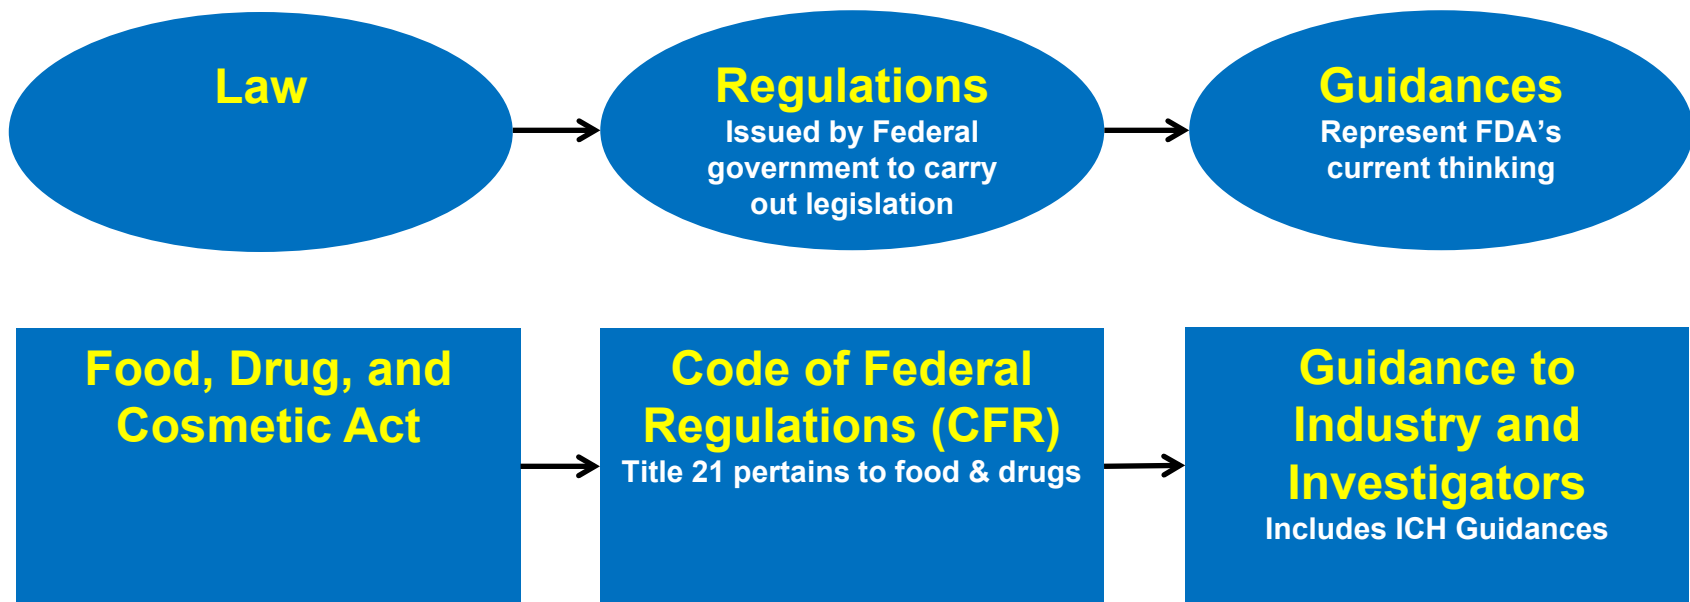 Law
Regulations
Issued by Federal
government to carry
out legislation
Guidances
Represent FDA's
current thinking
Food, Drug, and
Cosmetic Act
Code of Federal
Regulations (CFR)
Title 21 pertains to food & drugs
Guidance to
Industry and
Investigators
Includes ICH Guidances